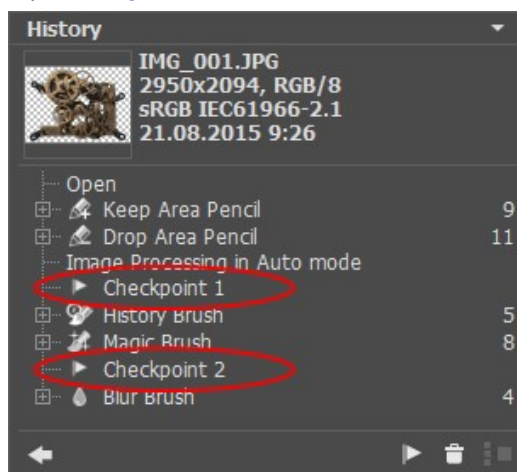 History
IMG_001.JPG
2950x2094, RGB/8
sRGB IEC61966-2.1
21.08.2015 9:26
Open
Keep Area Pencil 9
Drop Area Pencil 11
Image Processing in Auto mode
Checkpoint 1
History Brush 5
Magic Brush 8
Checkpoint 2
Blur Brush 4